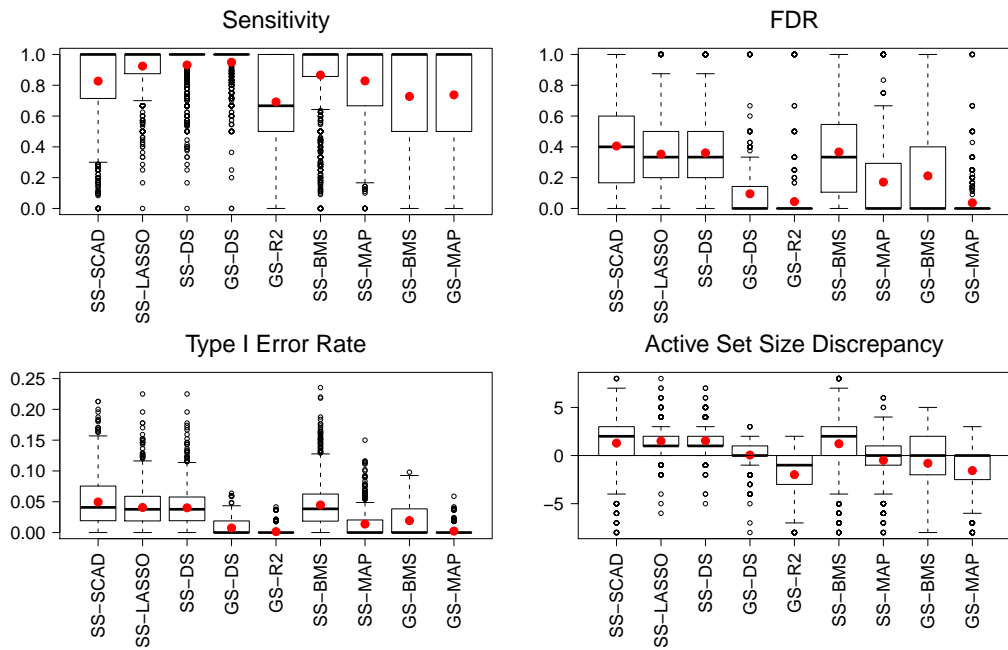 Sensitivity
1.0
0.8
0.6
0.4
0.2
0.0
SS−SCAD
SS−LASSO
SS−DS
GS−DS
GS−R2
SS−BMS
SS−MAP
GS−BMS
GS−MAP
FDR
1.0
0.8
0.6
0.4
0.2
0.0
SS−SCAD
SS−LASSO
SS−DS
GS−DS
GS−R2
SS−BMS
SS−MAP
GS−BMS
GS−MAP
Type I Error Rate
0.25
0.20
0.15
0.10
0.05
0.00
SS−SCAD
SS−LASSO
SS−DS
GS−DS
GS−R2
SS−BMS
SS−MAP
GS−BMS
GS−MAP
Active Set Size Discrepancy
5
0
−5
SS−SCAD
SS−LASSO
SS−DS
GS−DS
GS−R2
SS−BMS
SS−MAP
GS−BMS
GS−MAP